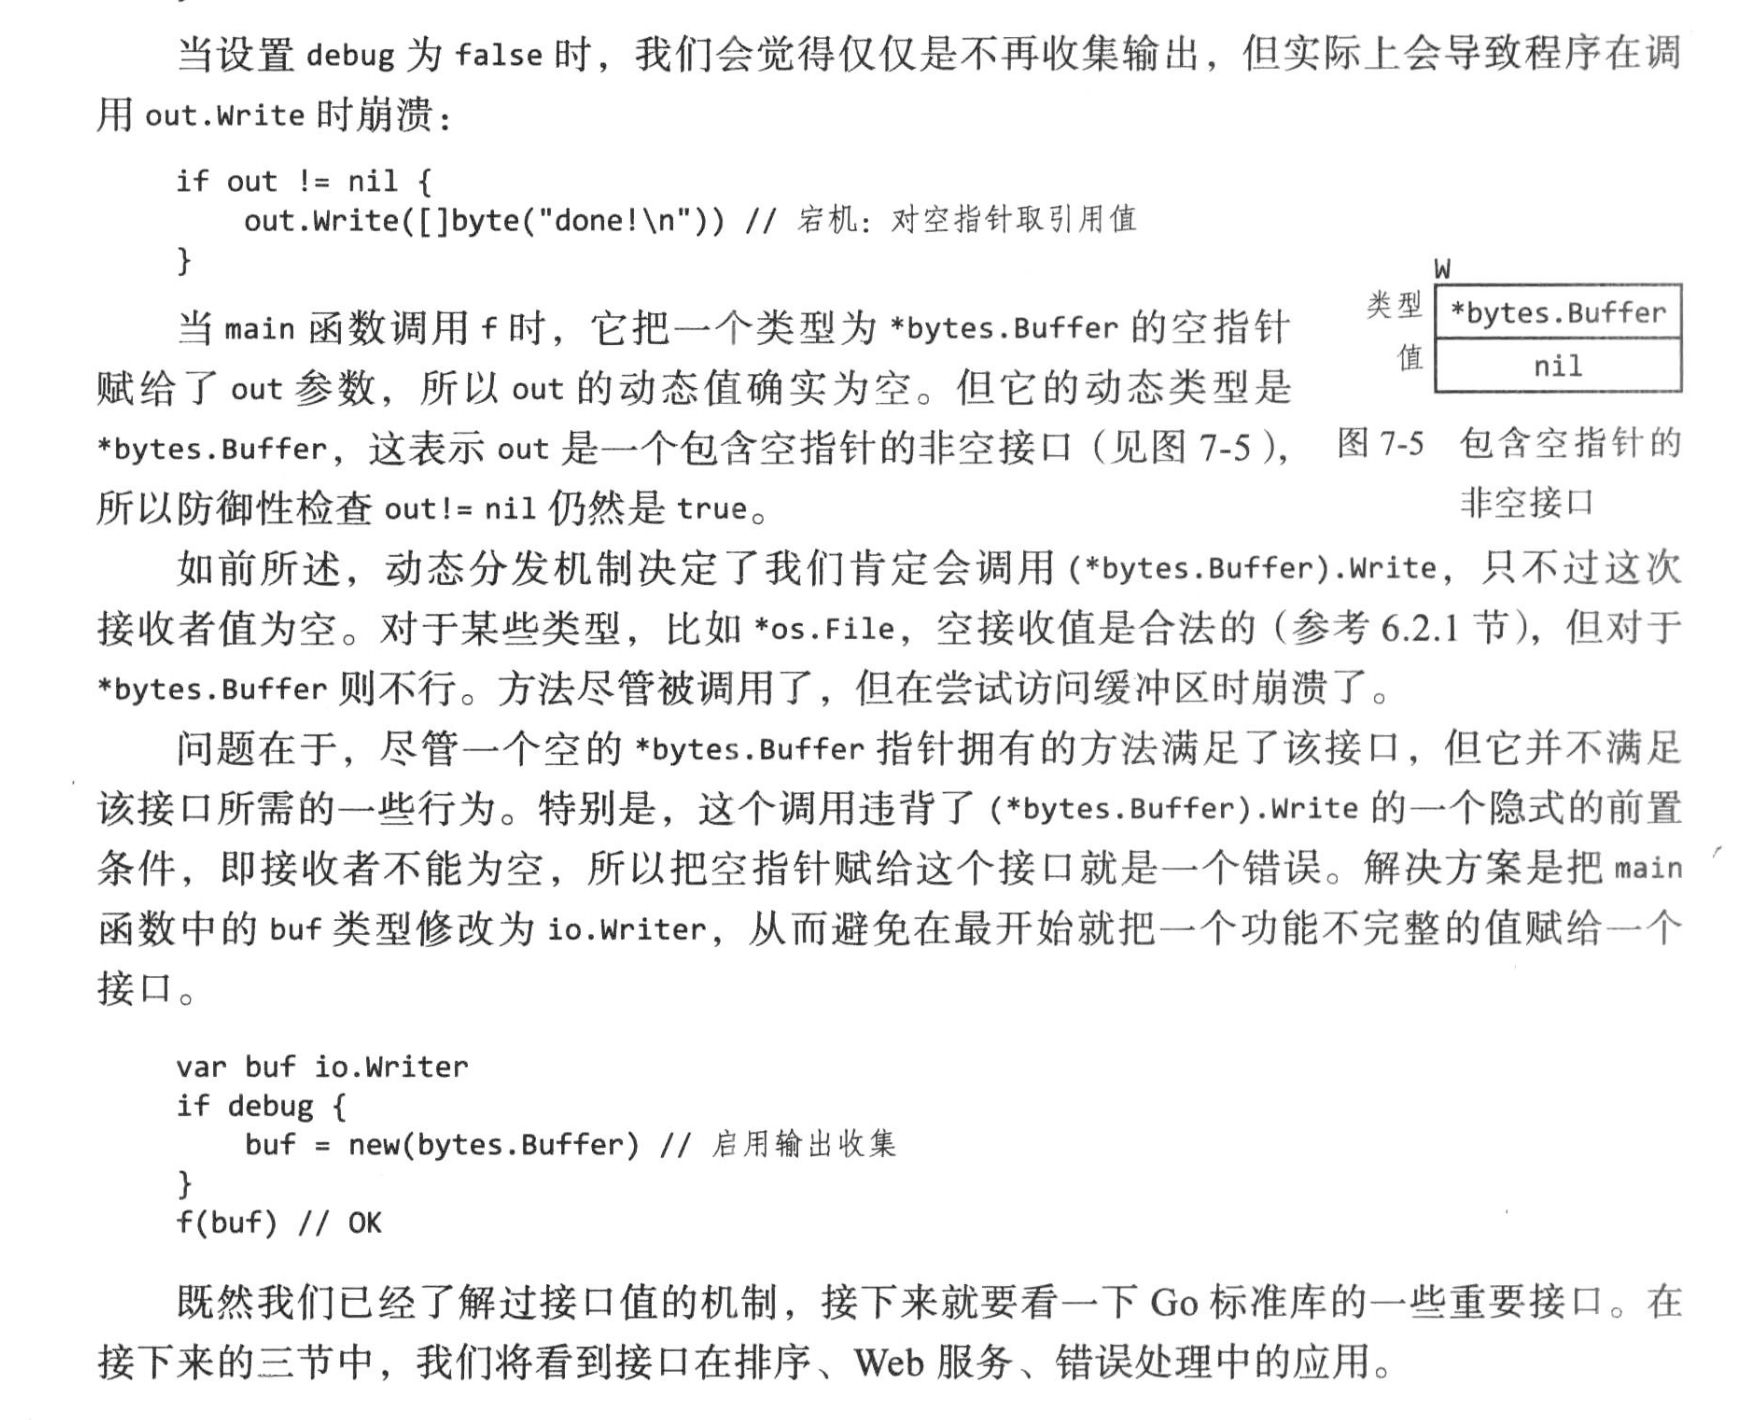 当设置 debug 为 false 时，我们会觉得仅仅是不再收集输出，但实际上会导致程序在调
用 out.Write 时崩溃：
if out != nil {
    out.Write([]byte("done!\n")) // 宕机：对空指针取引用值
}
当 main 函数调用 f 时，它把一个类型为 *bytes.Buffer 的空指针
赋给了 out 参数，所以 out 的动态值确实为空。但它的动态类型是
*bytes.Buffer，这表示 out 是一个包含空指针的非空接口（见图 7-5），
所以防御性检查 out!= nil 仍然是 true。
W
类型 *bytes.Buffer
值 nil
图 7-5 包含空指针的
非空接口
如前所述，动态分发机制决定了我们肯定会调用 (*bytes.Buffer).Write，只不过这次
接收者值为空。对于某些类型，比如 *os.File，空接收值是合法的（参考 6.2.1 节），但对于
*bytes.Buffer 则不行。方法尽管被调用了，但在尝试访问缓冲区时崩溃了。
问题在于，尽管一个空的 *bytes.Buffer 指针拥有的方法满足了该接口，但它并不满足
该接口所需的一些行为。特别是，这个调用违背了 (*bytes.Buffer).Write 的一个隐式的前置
条件，即接收者不能为空，所以把空指针赋给这个接口就是一个错误。解决方案是把 main
函数中的 buf 类型修改为 io.Writer，从而避免在最开始就把一个功能不完整的值赋给一个
接口。
var buf io.Writer
if debug {
    buf = new(bytes.Buffer) // 启用输出收集
}
f(buf) // OK
既然我们已经了解过接口值的机制，接下来就要看一下 Go 标准库的一些重要接口。在
接下来的三节中，我们将看到接口在排序、Web 服务、错误处理中的应用。